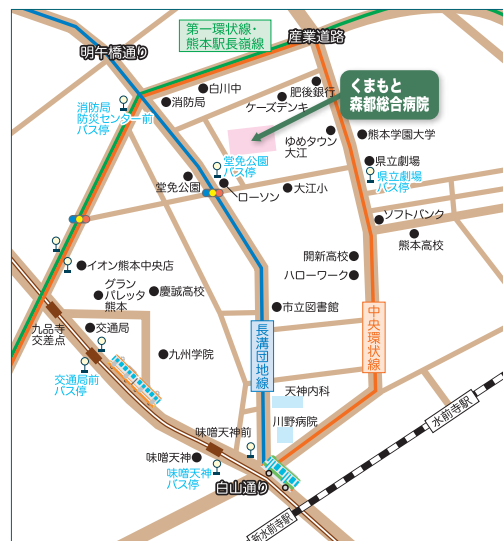 第一環状線・
熊本駅長嶺線
産業道路
明午橋通り
くまもと
森都総合病院
白川中
肥後銀行
消防局
ケーズデンキ
消防局
防災センター前
バス停
ゆめタウン
大江
熊本学園大学
県立劇場
県立劇場
バス停
堂免公園
バス停
堂免公園
ローソン
大江小
ソフトバンク
熊本高校
開新高校
ハローワーク
イオン熊本中央店
グラン
パレッタ
熊本
慶誠高校
市立図書館
九品寺
交差点
交通局
九州学院
長溝団地線
中央環状線
交通局前
バス停
天神内科
川野病院
味噌天神前
味噌天神
味噌天神
バス停
白山通り
水前寺駅
新水前寺駅